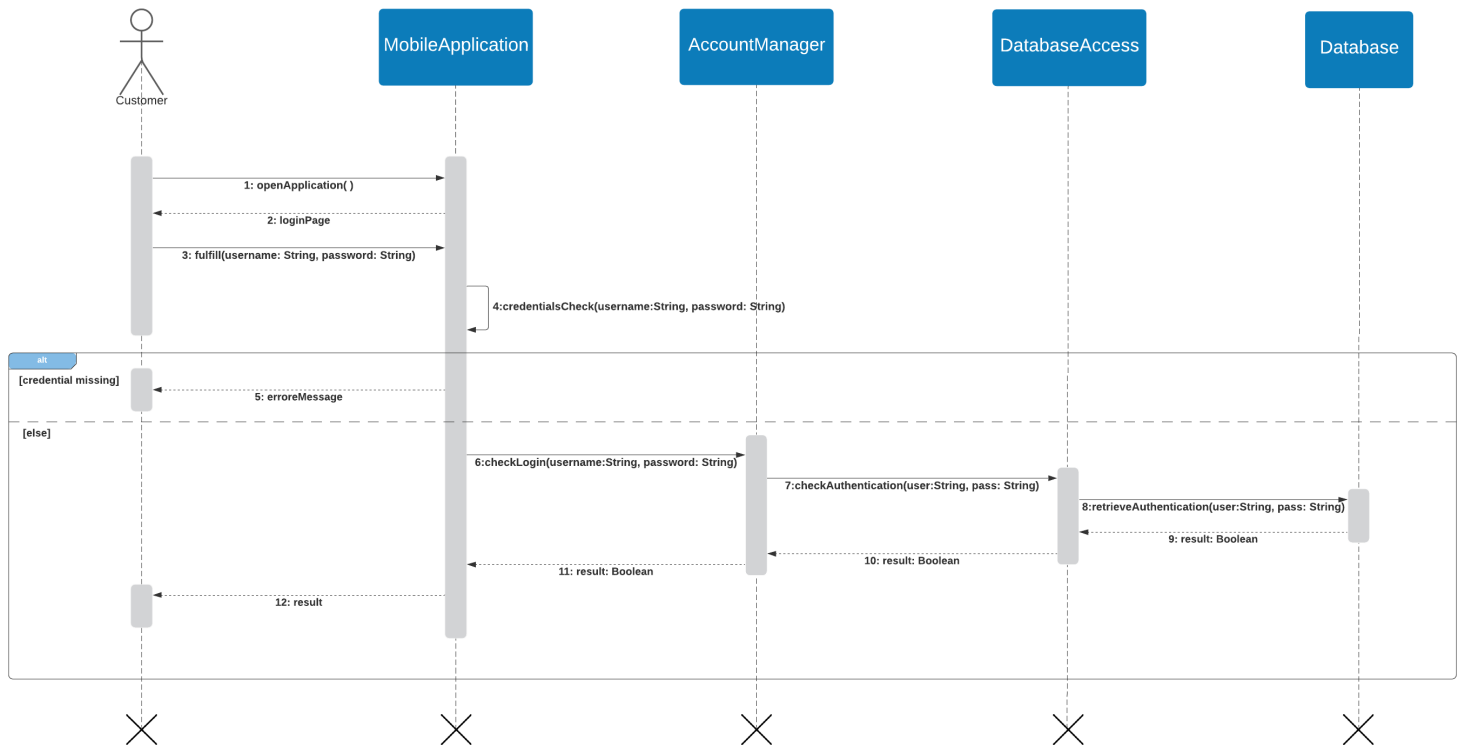 MobileApplication
AccountManager
DatabaseAccess
Database
Customer
1: openApplication( )
2: loginPage
3: fulfill(username: String, password: String)
4:credentialsCheck(username:String, password: String)
alt
[credential missing]
5: erroreMessage
[else]
6:checkLogin(username:String, password: String)
7:checkAuthentication(user:String, pass: String)
8:retrieveAuthentication(user:String, pass: String)
9: result: Boolean
10: result: Boolean
11: result: Boolean
12: result